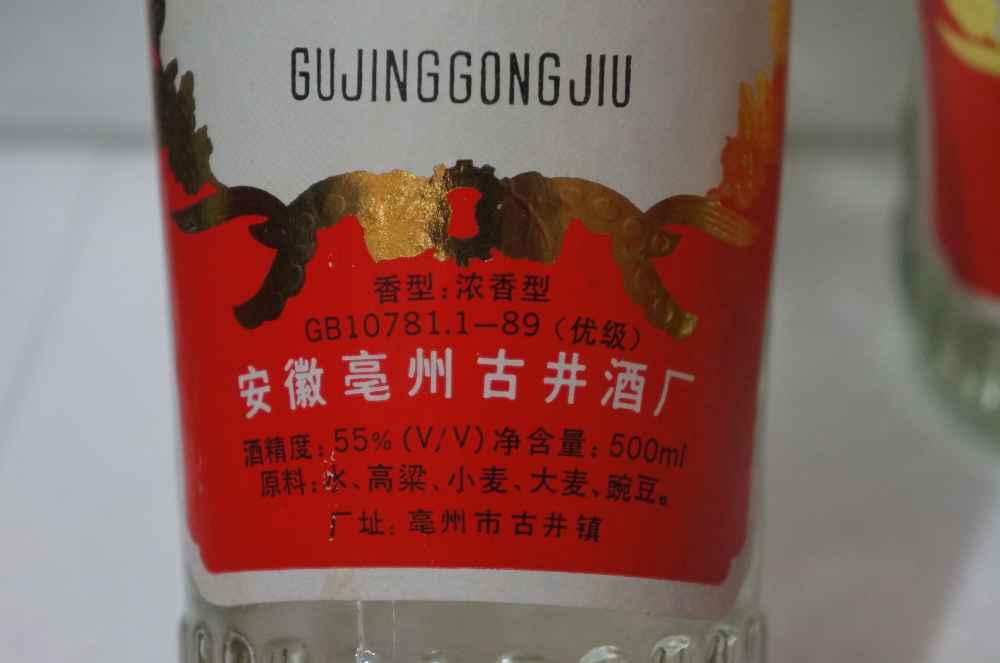 GUJINGGONGJIU
香型：浓香型
GB10781.1—89（优级）
安徽亳州古井酒厂
酒精度：55%(V/V)净含量：500ml
原料：水、高粱、小麦、大麦、豌豆。
厂址：亳州市古井镇